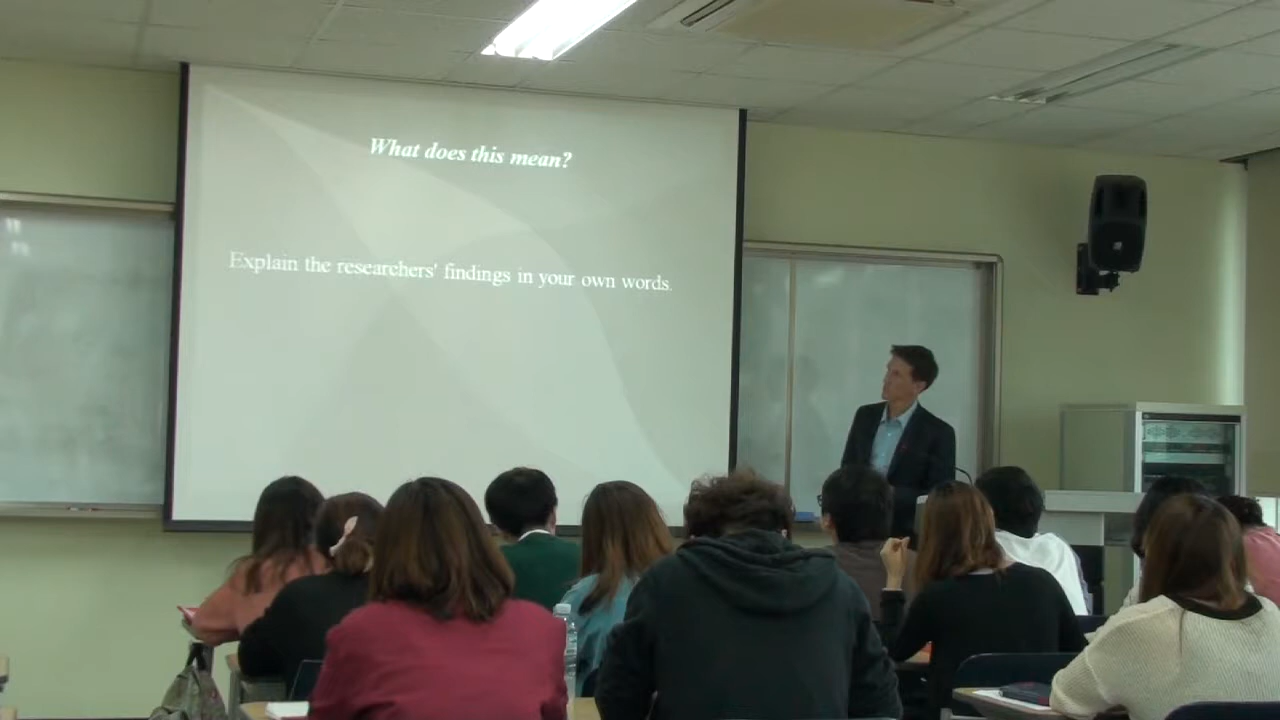 What does this mean?
Explain the researchers' findings in your own words.